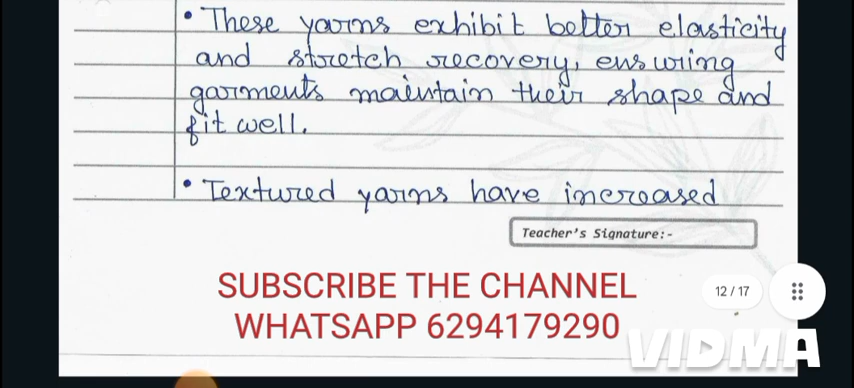 • These yarns exhibit better elasticity
and stretch recovery, ensuring
garments maintain their shape and
fit well.
• Textured yarns have increased
Teacher's Signature:-
SUBSCRIBE THE CHANNEL
WHATSAPP 6294179290
12 / 17
VIDMA